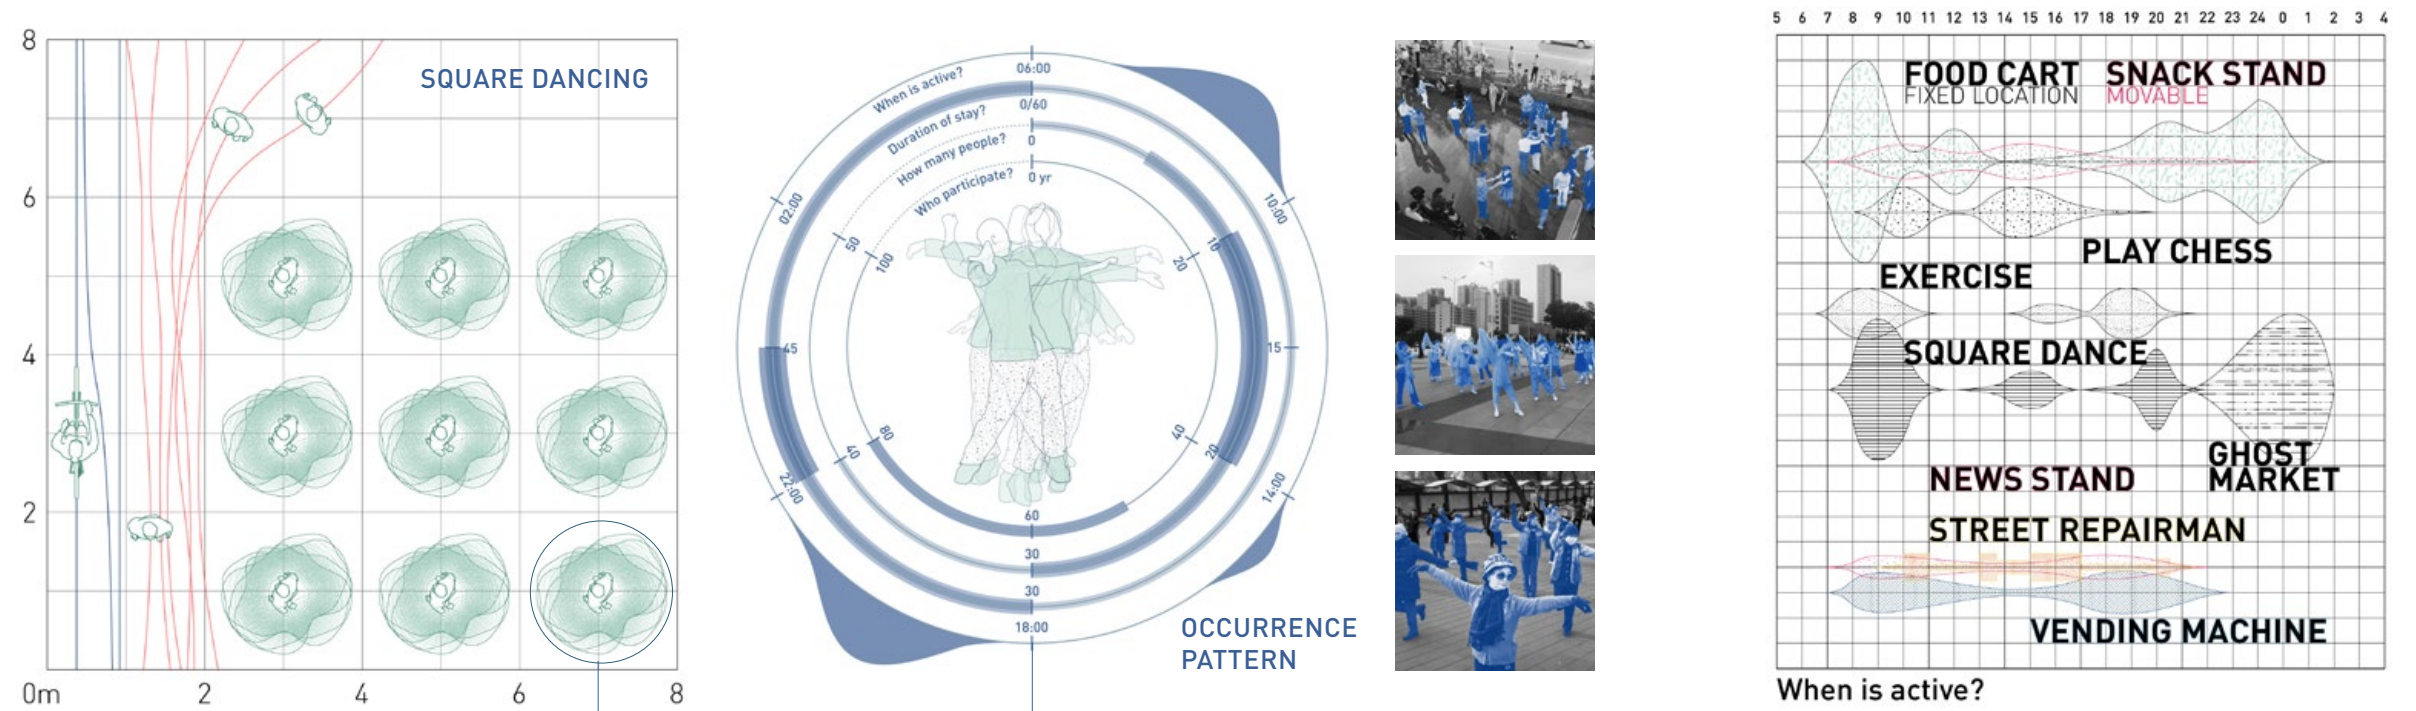 SQUARE DANCING
8
6
4
2
0m 2 4 6 8
06:00
When is active?
0/60
Duration of stay?
0
How many people?
0 yr
Who participate?
02:00
10:00
50
100
10
20
45
15
80
40
40
20
22:00
14:00
60
30
30
18:00
OCCURRENCE
PATTERN
5 6 7 8 9 10 11 12 13 14 15 16 17 18 19 20 21 22 23 24 0 1 2 3 4
FOOD CART
FIXED LOCATION
SNACK STAND
MOVABLE
PLAY CHESS
EXERCISE
SQUARE DANCE
GHOST
MARKET
NEWS STAND
STREET REPAIRMAN
VENDING MACHINE
When is active?